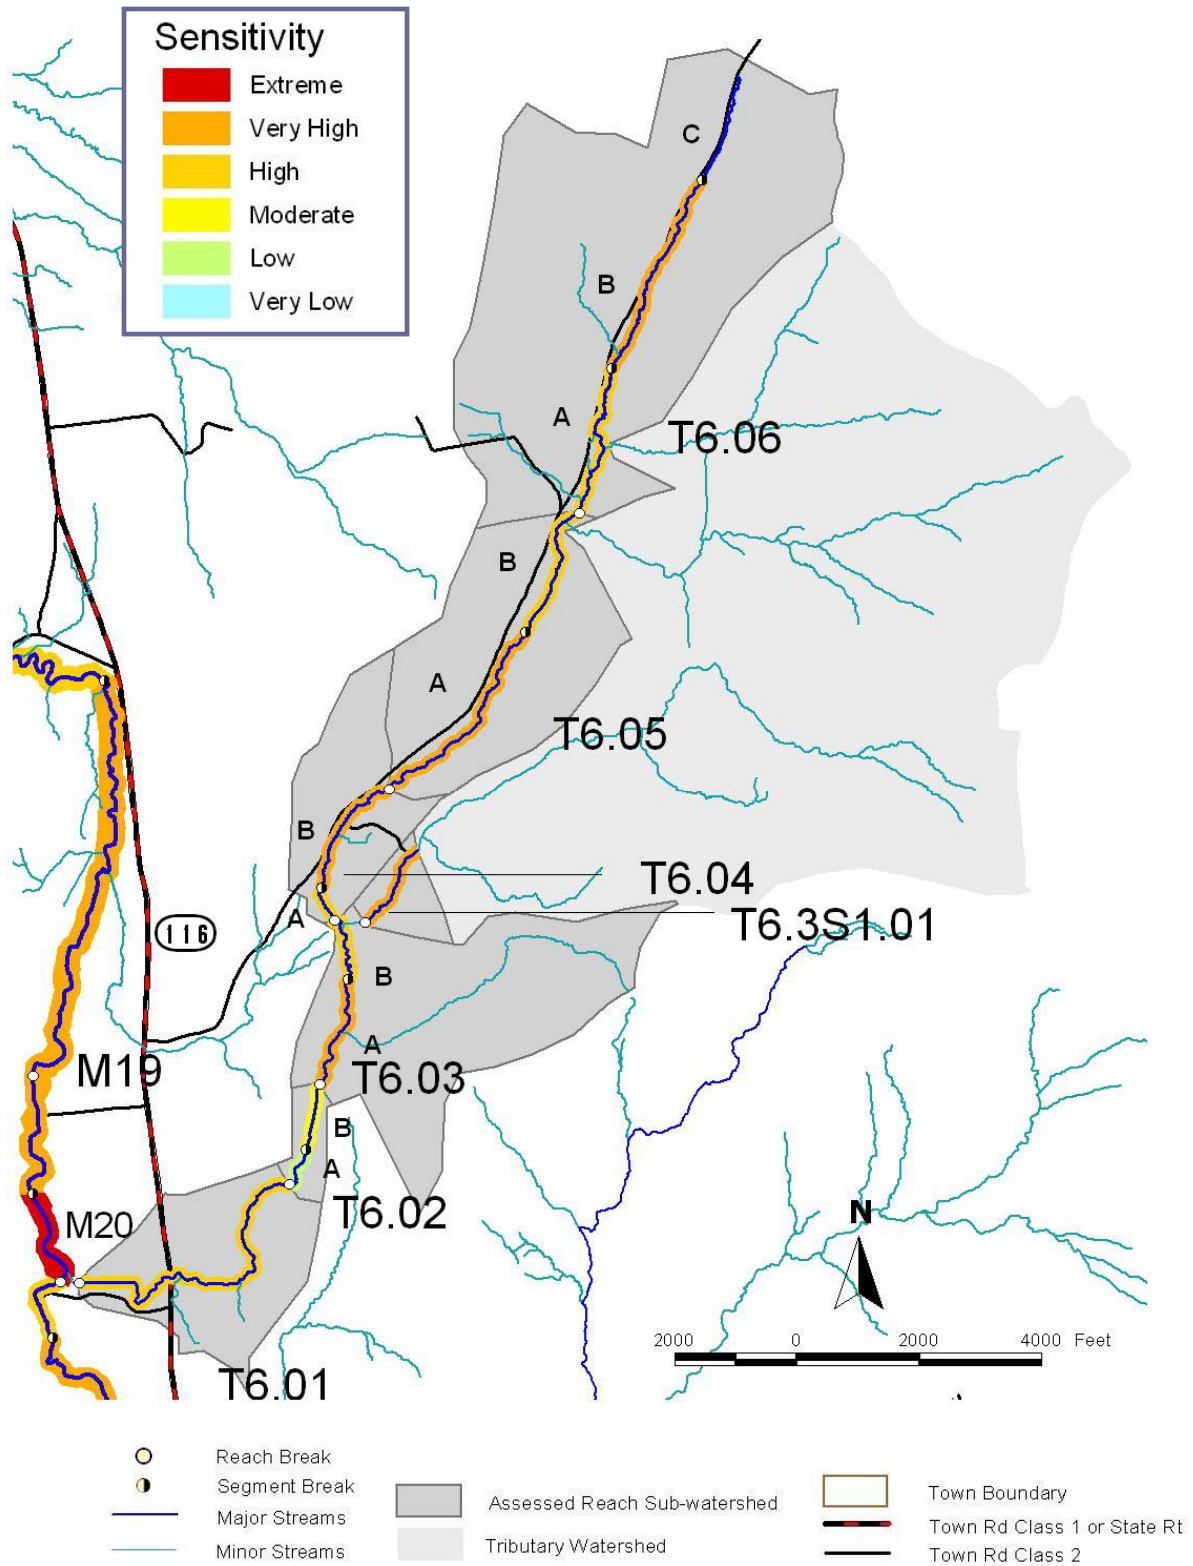 Sensitivity
Extreme
Very High
High
Moderate
Low
Very Low
C
B
A
T6.06
B
A
T6.05
B
T6.04
A
T6.3S1.01
116
B
A
M19
T6.03
B
A
T6.02
M20
N
2000 0 2000 4000 Feet
T6.01
Reach Break
Segment Break
Major Streams
Minor Streams
Assessed Reach Sub-watershed
Tributary Watershed
Town Boundary
Town Rd Class 1 or State Rt
Town Rd Class 2